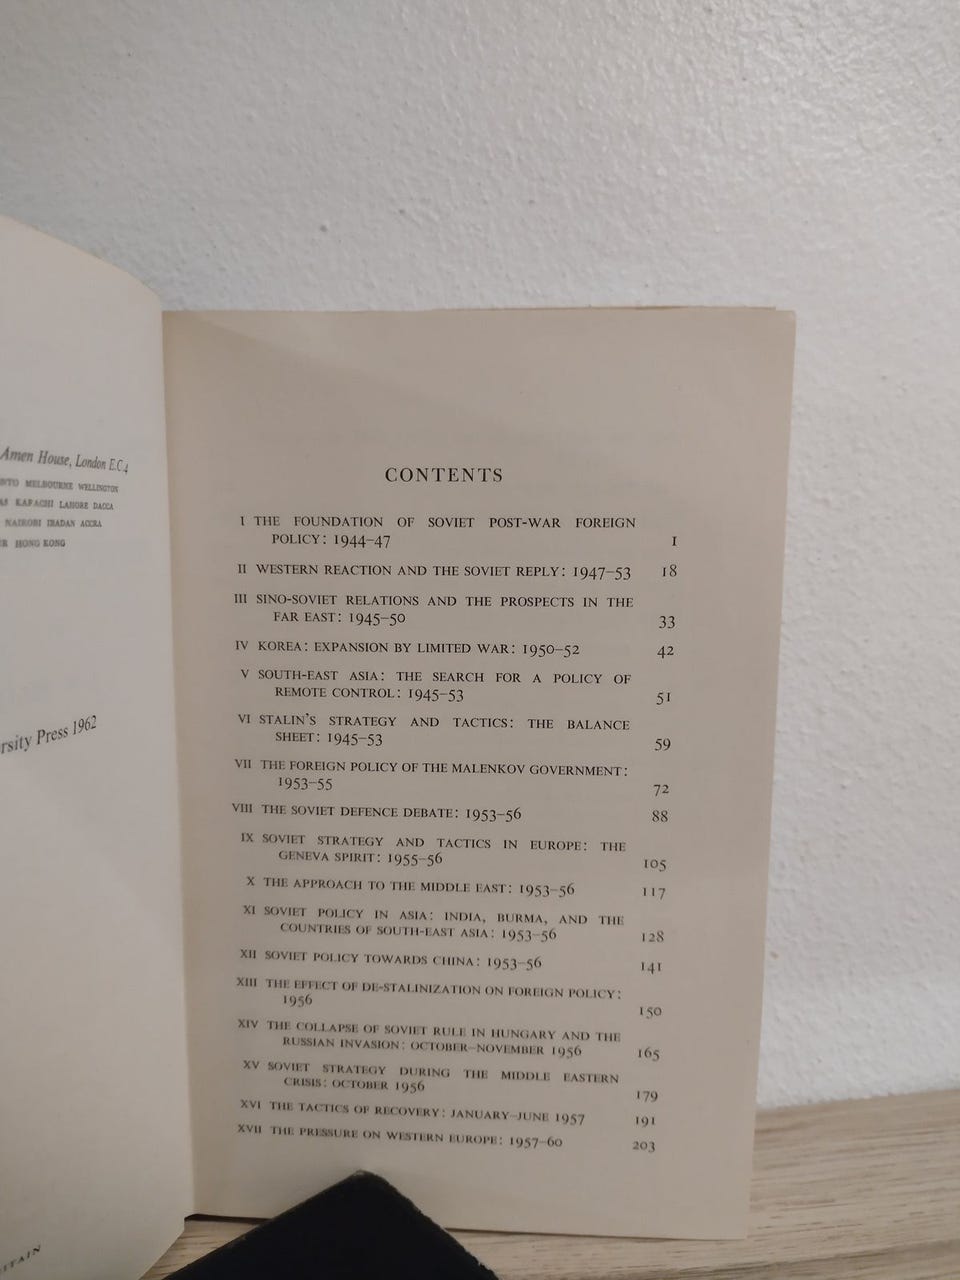 Amen House, London E.C.4
MELBOURNE WELLINGTON
KARACHI LAHORE DACCA
NAIROBI IBADAN ACCRA
HONG KONG
Press 1962
CONTENTS
I THE FOUNDATION OF SOVIET POST-WAR FOREIGN
POLICY: 1944–47 1
II WESTERN REACTION AND THE SOVIET REPLY: 1947–53 18
III SINO-SOVIET RELATIONS AND THE PROSPECTS IN THE
FAR EAST: 1945–50 33
IV KOREA: EXPANSION BY LIMITED WAR: 1950–52 42
V SOUTH-EAST ASIA: THE SEARCH FOR A POLICY OF
REMOTE CONTROL: 1945–53 51
VI STALIN'S STRATEGY AND TACTICS: THE BALANCE
SHEET: 1945–53 59
VII THE FOREIGN POLICY OF THE MALENKOV GOVERNMENT:
1953–55 72
VIII THE SOVIET DEFENCE DEBATE: 1953–56 88
IX SOVIET STRATEGY AND TACTICS IN EUROPE: THE
GENEVA SPIRIT: 1955–56 105
X THE APPROACH TO THE MIDDLE EAST: 1953–56 117
XI SOVIET POLICY IN ASIA: INDIA, BURMA, AND THE
COUNTRIES OF SOUTH-EAST ASIA: 1953–56 128
XII SOVIET POLICY TOWARDS CHINA: 1953–56 141
XIII THE EFFECT OF DE-STALINIZATION ON FOREIGN POLICY:
1956 150
XIV THE COLLAPSE OF SOVIET RULE IN HUNGARY AND THE
RUSSIAN INVASION: OCTOBER–NOVEMBER 1956 165
XV SOVIET STRATEGY DURING THE MIDDLE EASTERN
CRISIS: OCTOBER 1956 179
XVI THE TACTICS OF RECOVERY: JANUARY–JUNE 1957 191
XVII THE PRESSURE ON WESTERN EUROPE: 1957–60 203